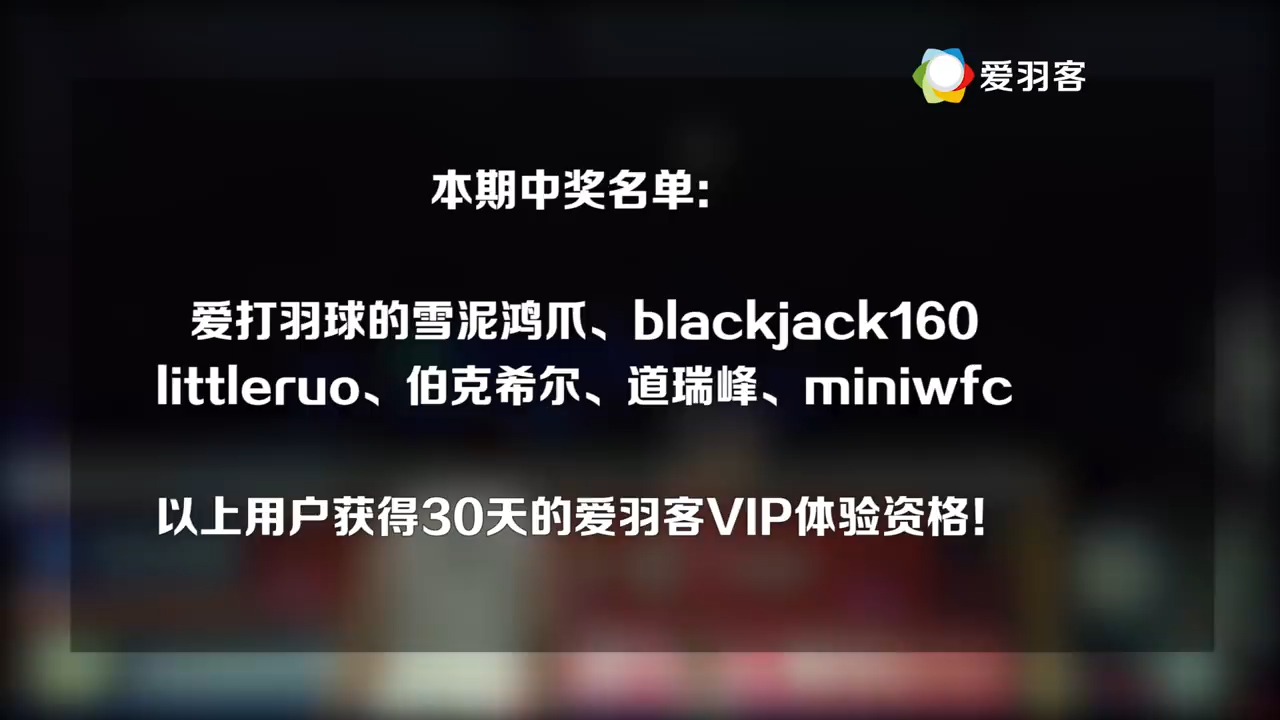 爱羽客
本期中奖名单:
爱打羽球的雪泥鸿爪、blackjack160
littleruo、伯克希尔、道瑞峰、miniwfc
以上用户获得30天的爱羽客VIP体验资格!